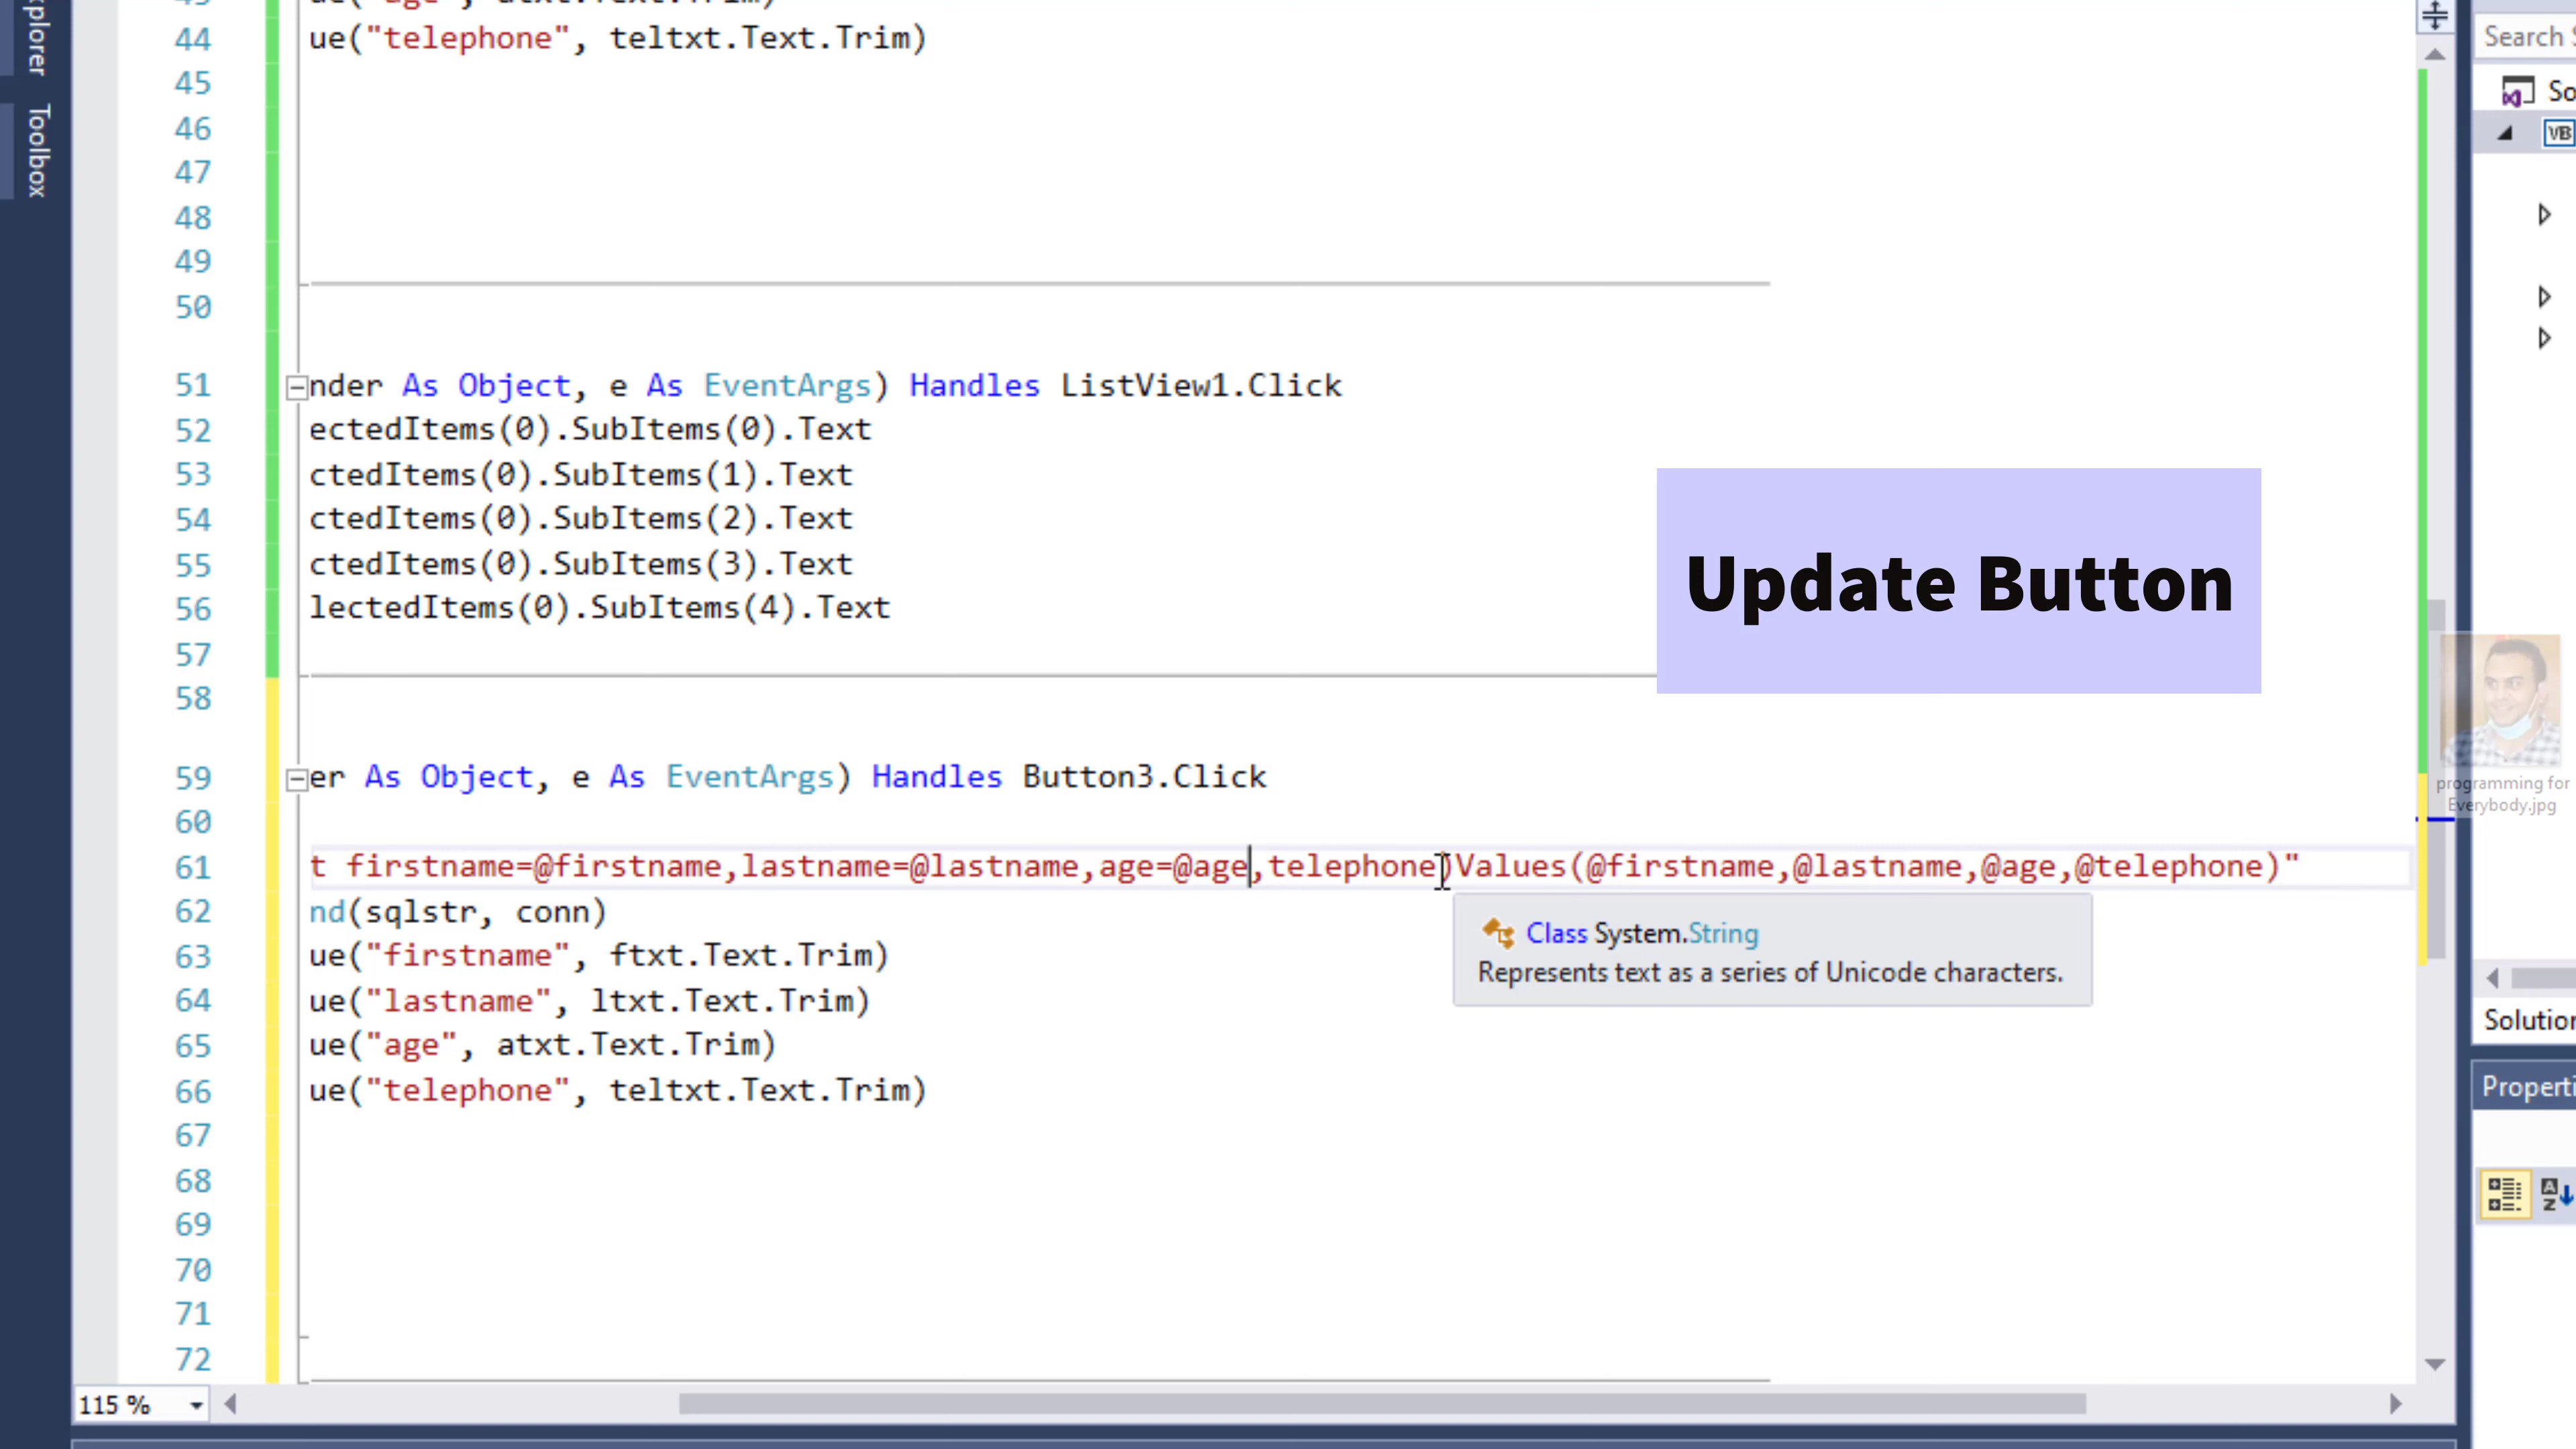 xplorer
Toolbox
44 ue("telephone", teltxt.Text.Trim)
45
46
47
48
49
50
51 nder As Object, e As EventArgs) Handles ListView1.Click
52 ectedItems(0).SubItems(0).Text
53 ctedItems(0).SubItems(1).Text
54 ctedItems(0).SubItems(2).Text
55 ctedItems(0).SubItems(3).Text
56 lectedItems(0).SubItems(4).Text
57
58
59 er As Object, e As EventArgs) Handles Button3.Click
60
61 t firstname=@firstname,lastname=@lastname,age=@age,telephone)Values(@firstname,@lastname,@age,@telephone)"
62 nd(sqlstr, conn)
63 ue("firstname", ftxt.Text.Trim)
64 ue("lastname", ltxt.Text.Trim)
65 ue("age", atxt.Text.Trim)
66 ue("telephone", teltxt.Text.Trim)
67
68
69
70
71
72
Class System.String
Represents text as a series of Unicode characters.
Update Button
115 %
Search S
So
VB
programming for
Everybody.jpg
Solution
Properti